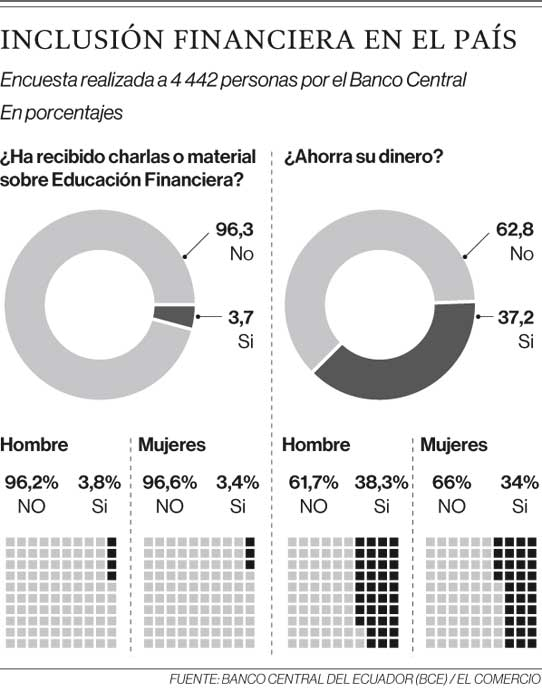 INCLUSIÓN FINANCIERA EN EL PAÍS
Encuesta realizada a 4 442 personas por el Banco Central
En porcentajes
¿Ha recibido charlas o material
sobre Educación Financiera?
96,3
No
3,7
Si
¿Ahorra su dinero?
62,8
No
37,2
Si
Hombre
96,2%
NO
3,8%
Si
Mujeres
96,6%
NO
3,4%
Si
Hombre
61,7%
NO
38,3%
Si
Mujeres
66%
NO
34%
Si
FUENTE: BANCO CENTRAL DEL ECUADOR (BCE) / EL COMERCIO